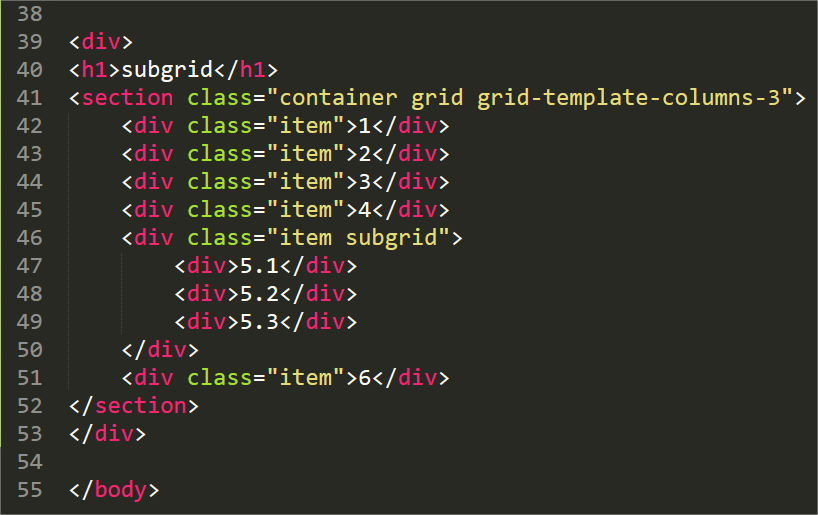 38
39 <div>
40 <h1>subgrid</h1>
41 <section class="container grid grid-template-columns-3">
42     <div class="item">1</div>
43     <div class="item">2</div>
44     <div class="item">3</div>
45     <div class="item">4</div>
46     <div class="item subgrid">
47         <div>5.1</div>
48         <div>5.2</div>
49         <div>5.3</div>
50     </div>
51     <div class="item">6</div>
52 </section>
53 </div>
54
55 </body>